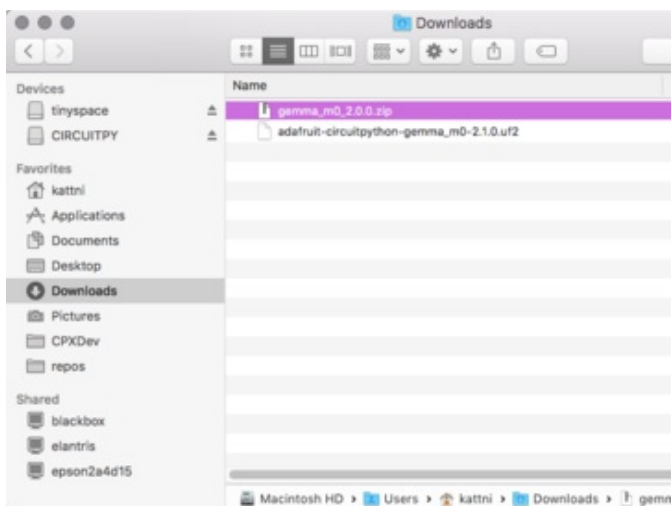 Downloads
Devices
tinyspace
CIRCUITPY
Favorites
kattni
Applications
Documents
Desktop
Downloads
Pictures
CPXDev
repos
Shared
blackbox
elantris
epson2a4d15
Name
gemma_m0_2.0.0.zip
adafruit-circuitpython-gemma_m0-2.1.0.uf2
Macintosh HD › Users › kattni › Downloads › gemm